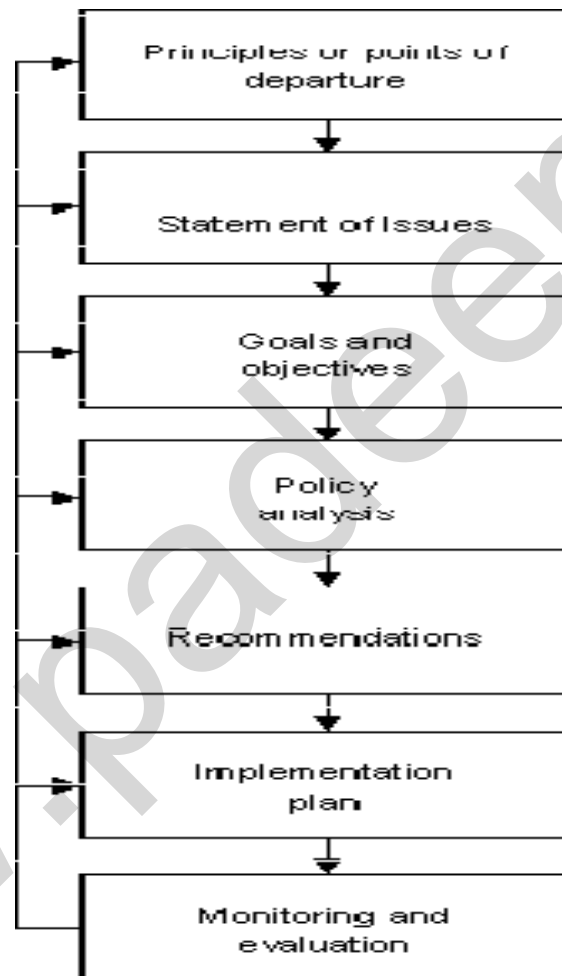 Principles or points of
departure
Statement of Issues
Goals and
objectives
Policy
analysis
Recommendations
Implementation
plan
Monitoring and
evaluation
.padeep